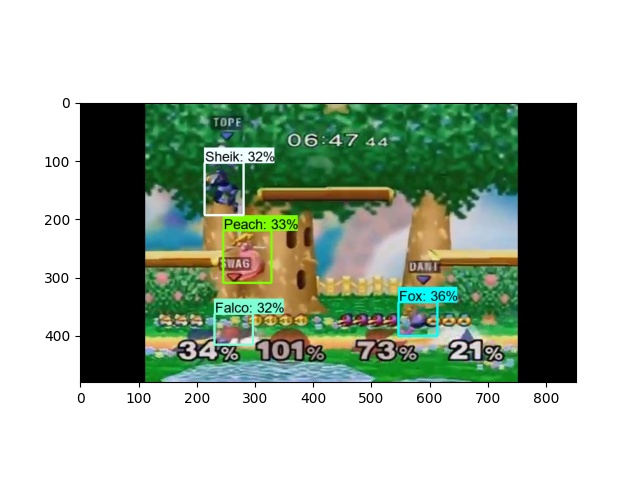 0
100
200
300
400
TOPE
06:47 44
Sheik: 32%
Peach: 33%
SWAG
DANT
Fox: 36%
Falco: 32%
34% 101% 73% 21%
0 100 200 300 400 500 600 700 800